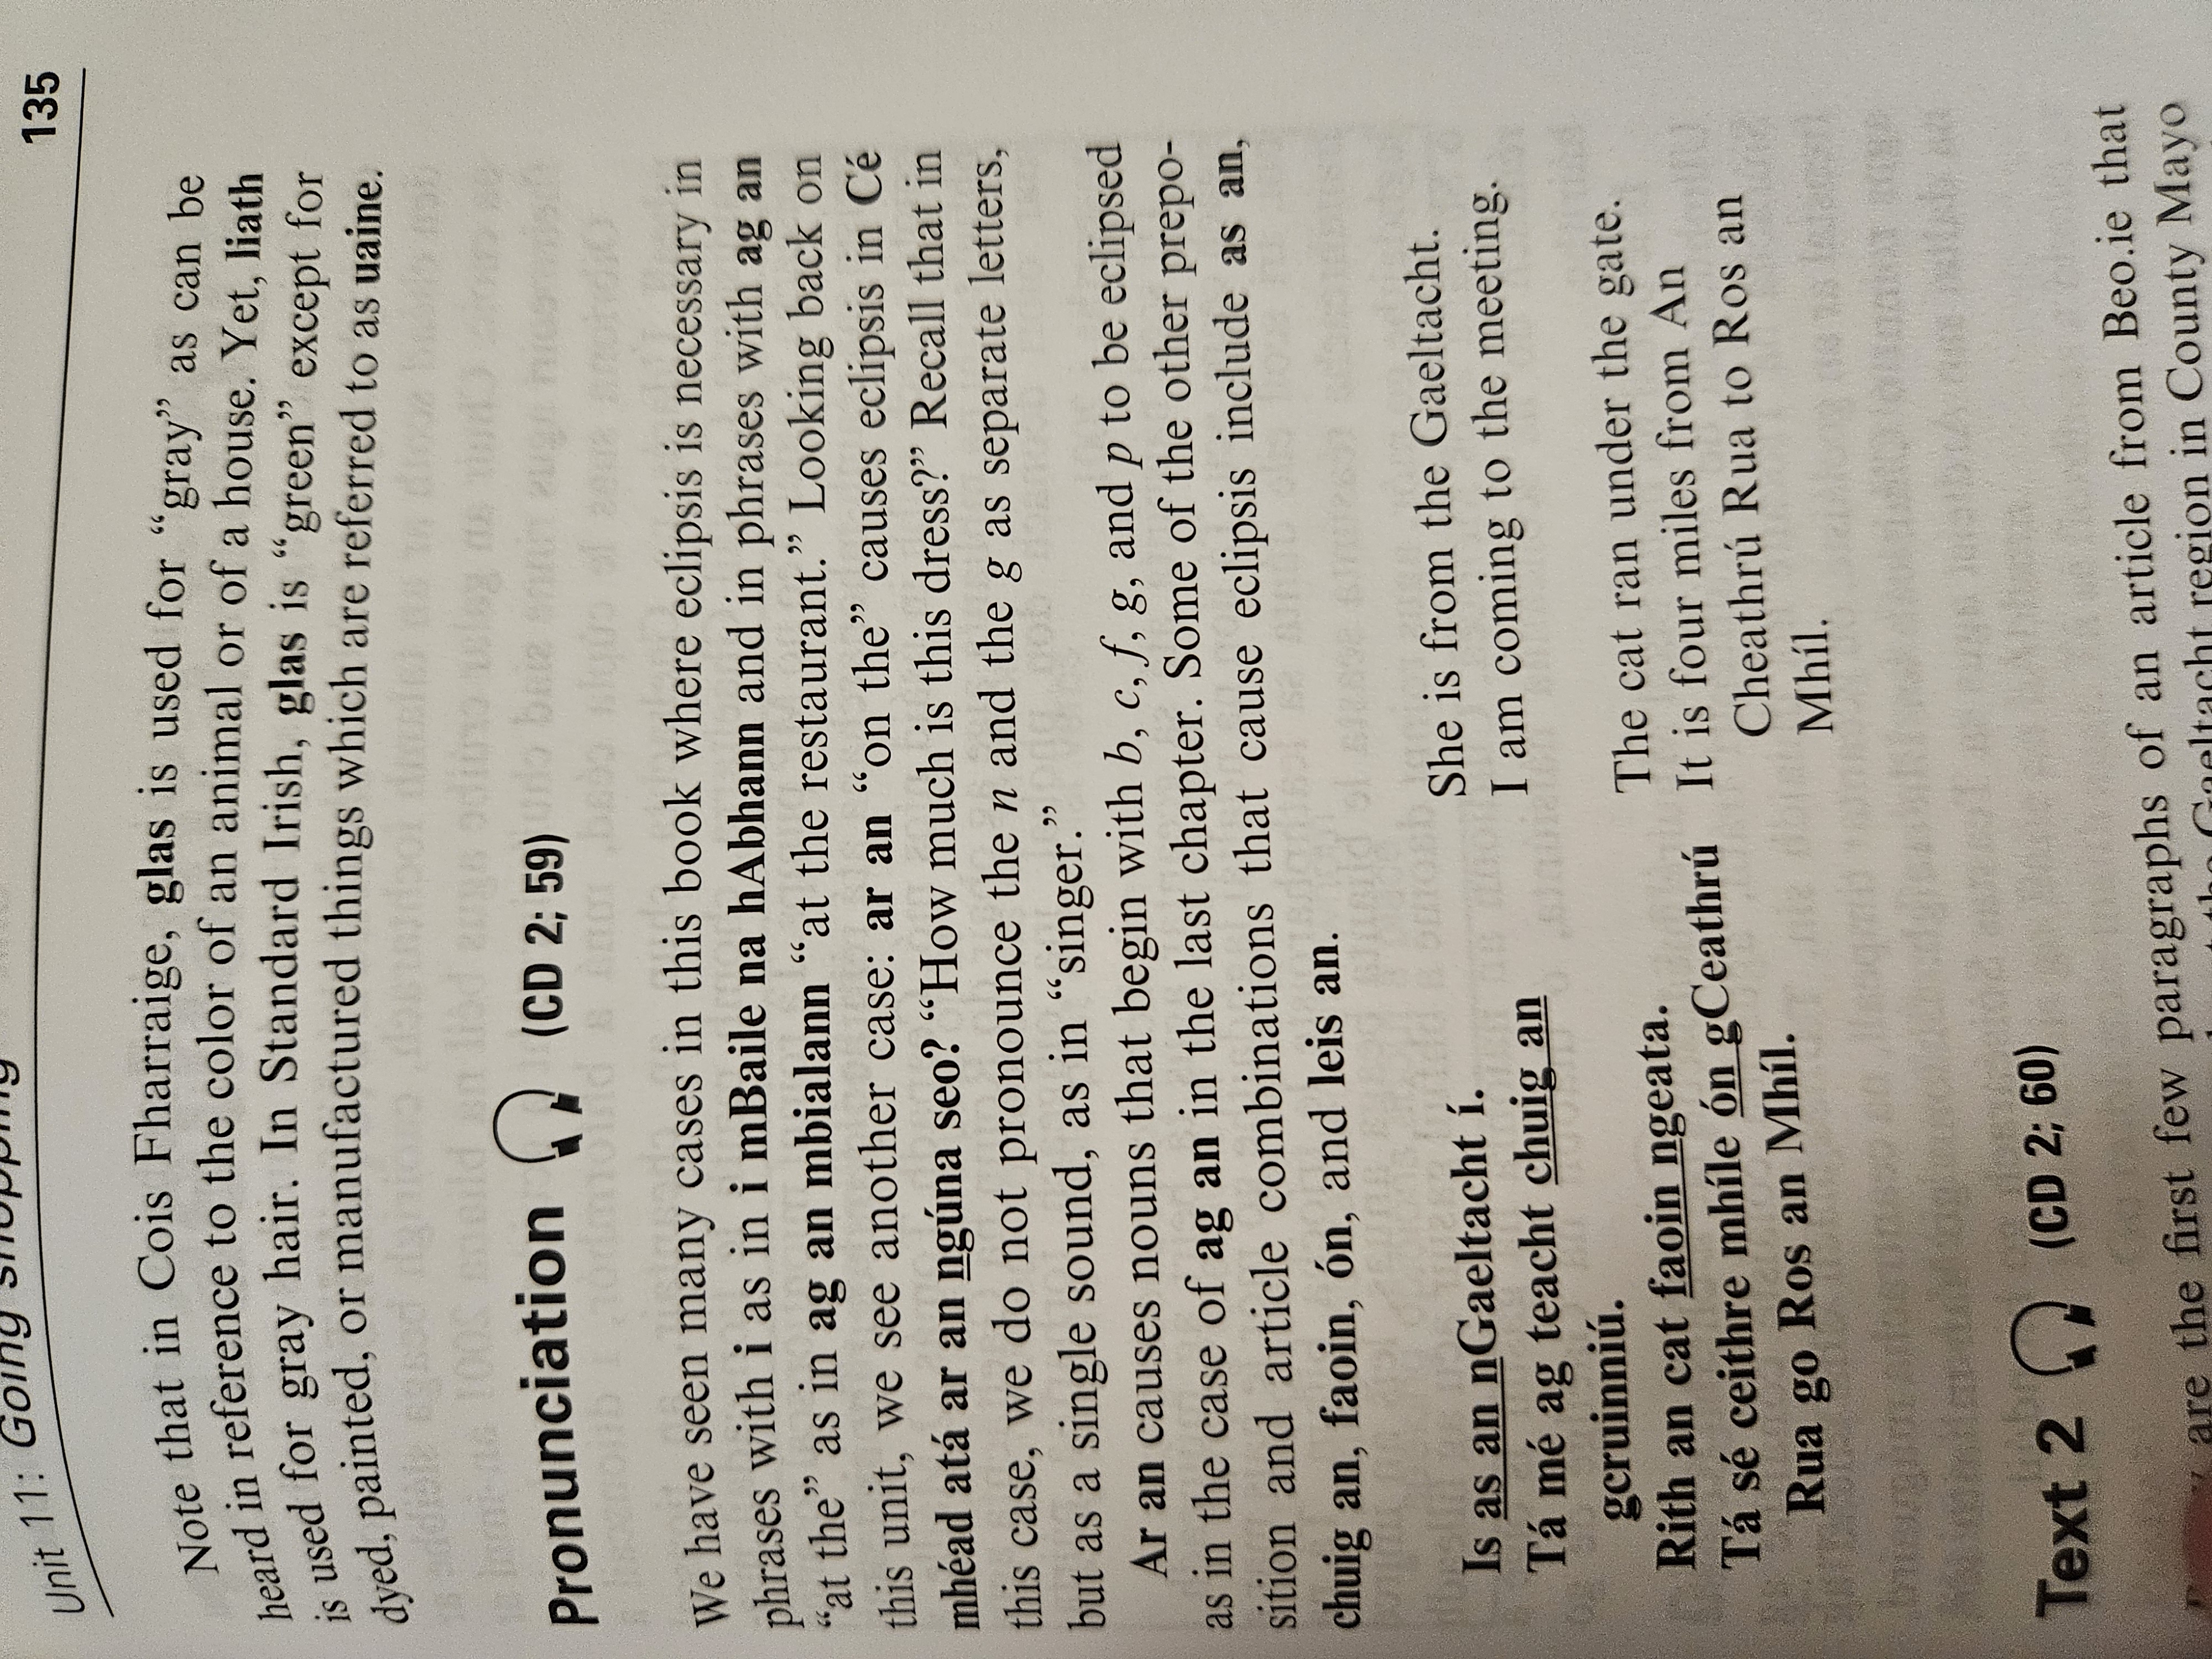 Unit 11: Going shopping
135
Note that in Cois Fharraige, glas is used for “gray” as can be
heard in reference to the color of an animal or of a house. Yet, liath
is used for gray hair. In Standard Irish, glas is “green” except for
dyed, painted, or manufactured things which are referred to as uaine.
Pronunciation (CD 2; 59)
We have seen many cases in this book where eclipsis is necessary in
phrases with i as in i mBaile na hAbhann and in phrases with ag an
“at the” as in ag an mbialann “at the restaurant.” Looking back on
this unit, we see another case: ar an “on the” causes eclipsis in Cé
mhéad atá ar an ngúna seo? “How much is this dress?” Recall that in
this case, we do not pronounce the n and the g as separate letters,
but as a single sound, as in “singer.”
Ar an causes nouns that begin with b, c, f, g, and p to be eclipsed
as in the case of ag an in the last chapter. Some of the other prepo-
sition and article combinations that cause eclipsis include as an,
chuig an, faoin, ón, and leis an.
Is as an nGaeltacht í. She is from the Gaeltacht.
Tá mé ag teacht chuig an I am coming to the meeting.
gcruinniú.
Rith an cat faoin ngeata. The cat ran under the gate.
Tá sé ceithre mhíle ón gCeathrú It is four miles from An
Rua go Ros an Mhíl. Cheathrú Rua to Ros an
Mhíl.
Text 2 (CD 2; 60)
are the first few paragraphs of an article from Beo.ie that
Gaeltacht region in County Mayo